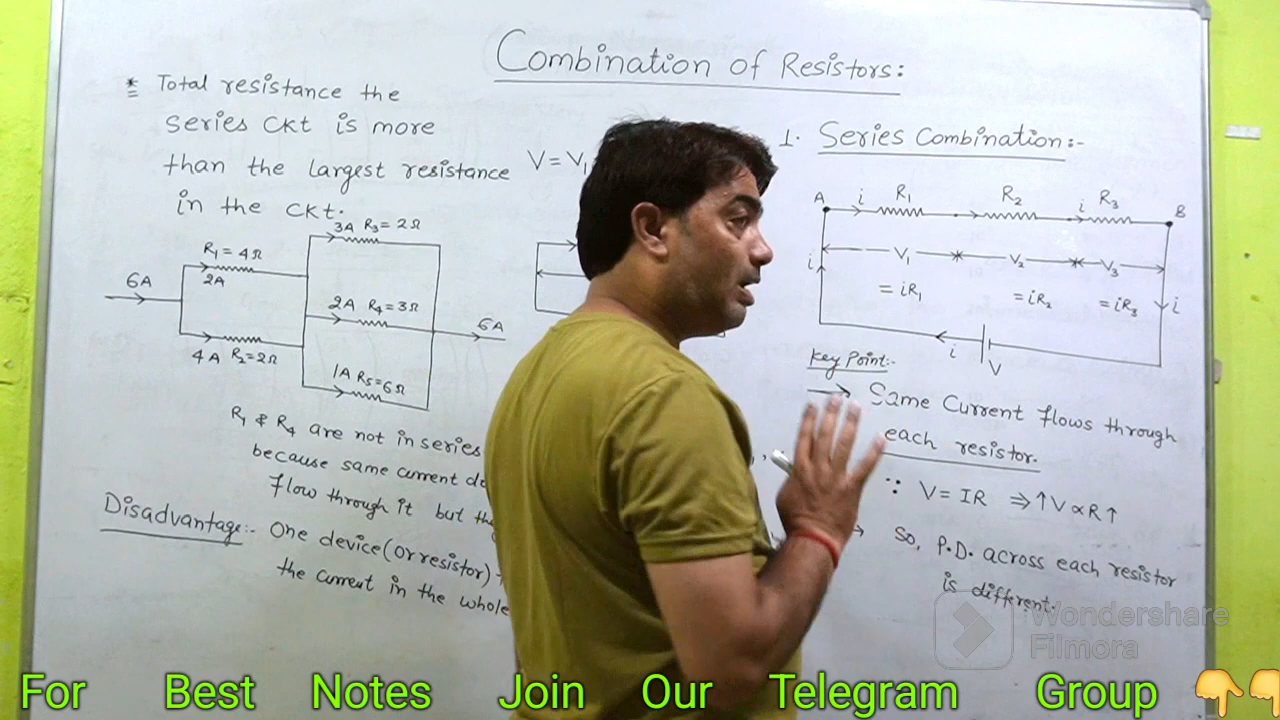 Combination of Resistors:
* Total resistance the
series ckt is more
than the largest resistance
in the ckt.
V = V1
6A
R1 = 4Ω
2A
4A R2 = 2Ω
3A R3 = 2Ω
2A R4 = 3Ω
1A R5 = 6Ω
6A
R1 & R4 are not in series
because same current
flow through it but
Disadvantage:- One device (or resistor)
the current in the whole
1. Series Combination:-
A i R1 R2 i R3 B
i V1 V2 V3
= iR1 = iR2 = iR3 i
i V
Key Point:-
→ Same Current flows through
each resistor.
∵ V = IR ⇒ ↑V ∝ R↑
→ So, P.D. across each resistor
is different.
Wondershare
Filmora
For Best Notes Join Our Telegram Group 👇👇